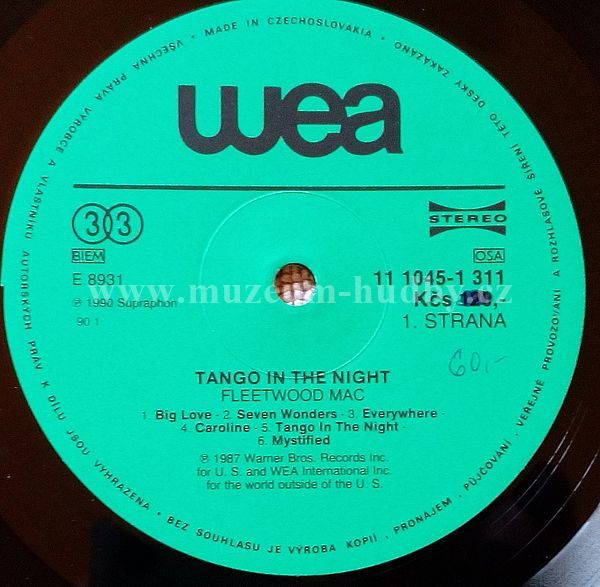 MADE IN CZECHOSLOVAKIA · VŠECHNA PRÁVA VÝROBCE A VLASTNÍKU AUTORSKÝCH PRÁV K DÍLU JSOU VYHRAZENA · BEZ SOUHLASU JE VÝROBA KOPIÍ, PRONÁJEM, PŮJČOVÁNÍ, VEŘEJNÉ PROVOZOVÁNÍ A ROZHLASOVÉ ŠÍŘENÍ TÉTO DESKY ZAKÁZÁNO ·
wea
33
STEREO
BIEM
OSA
E 8931
11 1045-1 311
www.muzeum-hudby.cz
℗ 1990 Supraphon
Kčs
90 1
1. STRANA
60,-
TANGO IN THE NIGHT
FLEETWOOD MAC
1. Big Love · 2. Seven Wonders · 3. Everywhere ·
4. Caroline · 5. Tango In The Night ·
6. Mystified
℗ 1987 Warner Bros. Records Inc.
for U. S. and WEA International Inc.
for the world outside of the U. S.